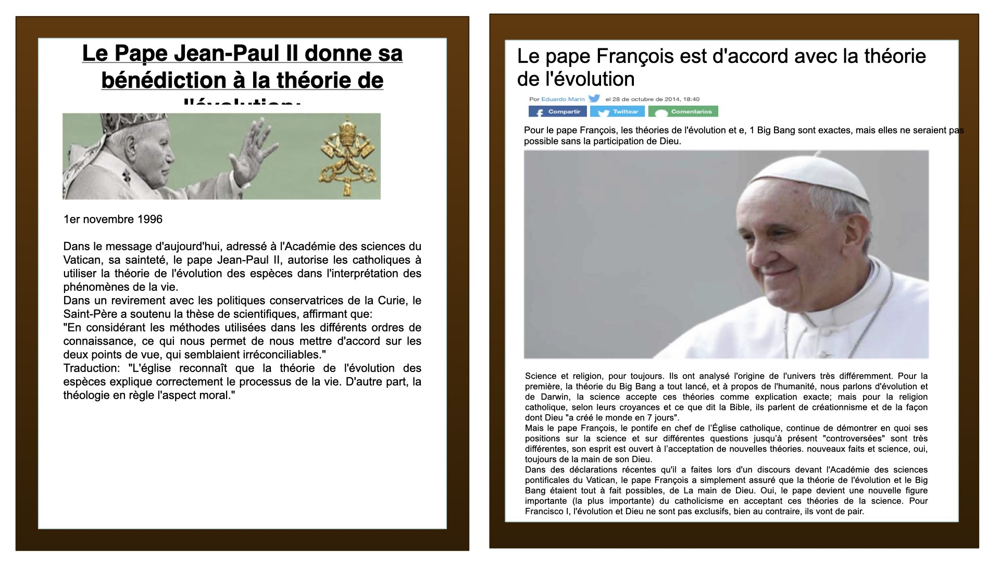 Le Pape Jean-Paul II donne sa
bénédiction à la théorie de
l'évolution:
1er novembre 1996
Dans le message d'aujourd'hui, adressé à l'Académie des sciences du
Vatican, sa sainteté, le pape Jean-Paul II, autorise les catholiques à
utiliser la théorie de l'évolution des espèces dans l'interprétation des
phénomènes de la vie.
Dans un revirement avec les politiques conservatrices de la Curie, le
Saint-Père a soutenu la thèse de scientifiques, affirmant que:
"En considérant les méthodes utilisées dans les différents ordres de
connaissance, ce qui nous permet de nous mettre d'accord sur les
deux points de vue, qui semblaient irréconciliables."
Traduction: "L'église reconnaît que la théorie de l'évolution des
espèces explique correctement le processus de la vie. D'autre part, la
théologie en règle l'aspect moral."
Le pape François est d'accord avec la théorie
de l'évolution
Por Eduardo Marin el 28 de octubre de 2014, 18:40
Compartir Twittear Comentarios
Pour le pape François, les théories de l'évolution et e, 1 Big Bang sont exactes, mais elles ne seraient pas
possible sans la participation de Dieu.
Science et religion, pour toujours. Ils ont analysé l'origine de l'univers très différemment. Pour la
première, la théorie du Big Bang a tout lancé, et à propos de l'humanité, nous parlons d'évolution et
de Darwin, la science accepte ces théories comme explication exacte; mais pour la religion
catholique, selon leurs croyances et ce que dit la Bible, ils parlent de créationnisme et de la façon
dont Dieu "a créé le monde en 7 jours".
Mais le pape François, le pontife en chef de l’Église catholique, continue de démontrer en quoi ses
positions sur la science et sur différentes questions jusqu’à présent "controversées" sont très
différentes, son esprit est ouvert à l’acceptation de nouvelles théories. nouveaux faits et science, oui,
toujours de la main de son Dieu.
Dans des déclarations récentes qu'il a faites lors d'un discours devant l'Académie des sciences
pontificales du Vatican, le pape François a simplement assuré que la théorie de l'évolution et le Big
Bang étaient tout à fait possibles, de La main de Dieu. Oui, le pape devient une nouvelle figure
importante (la plus importante) du catholicisme en acceptant ces théories de la science. Pour
Francisco I, l'évolution et Dieu ne sont pas exclusifs, bien au contraire, ils vont de pair.